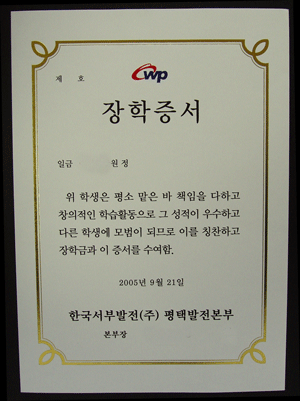 제 호
cwp
장학증서
일금 원정
위 학생은 평소 맡은 바 책임을 다하고
창의적인 학습활동으로 그 성적이 우수하고
다른 학생에 모범이 되므로 이를 칭찬하고
장학금과 이 증서를 수여함.
2005년 9월 21일
한국서부발전(주) 평택발전본부
본부장